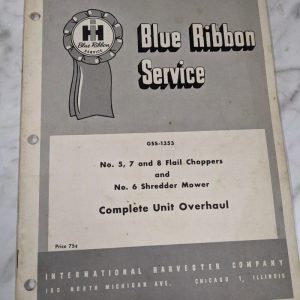 IH
Blue Ribbon
SERVICE
Blue Ribbon
Service
OSS-1353
No. 5, 7 and 8 Flail Choppers
and
No. 6 Shredder Mower
Complete Unit Overhaul
Price 75¢
INTERNATIONAL HARVESTER COMPANY
180 NORTH MICHIGAN AVE. CHICAGO 1, ILLINOIS